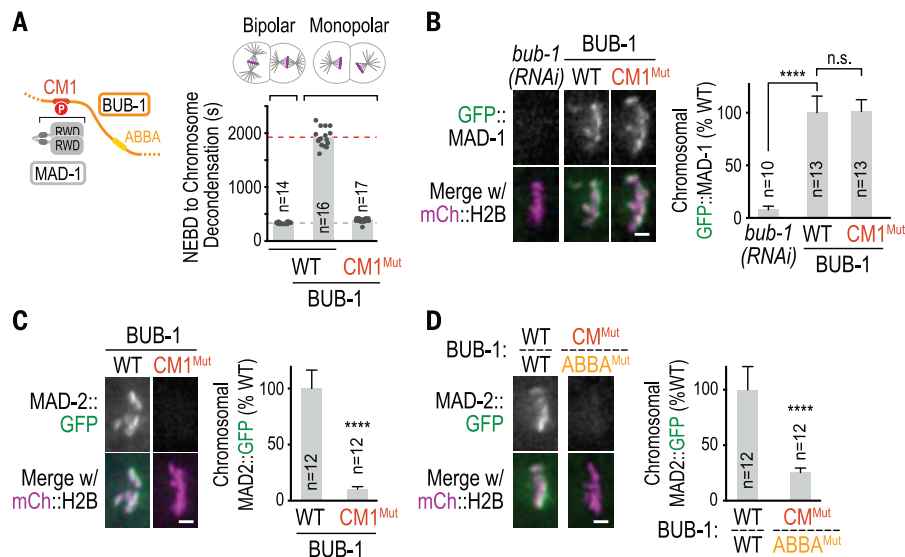 A
Bipolar
Monopolar
CM1
P
BUB-1
RWD
RWD
ABBA
MAD-1
NEBD to Chromosome
Decondensation (s)
2000
1000
0
n=14
n=16
n=17
WT
CM1Mut
BUB-1
B
bub-1
(RNAi)
BUB-1
WT
CM1Mut
GFP::
MAD-1
Merge w/
mCh::H2B
Chromosomal
GFP::MAD-1 (% WT)
100
50
0
****
n.s.
n=10
n=13
n=13
bub-1
(RNAi)
WT
CM1Mut
BUB-1
C
BUB-1
WT
CM1Mut
MAD-2::
GFP
Merge w/
mCh::H2B
Chromosomal
MAD2::GFP (% WT)
100
50
0
****
n=12
n=12
WT
CM1Mut
BUB-1
D
BUB-1:
WT
WT
CMMut
ABBAMut
MAD-2::
GFP
Merge w/
mCh::H2B
Chromosomal
MAD2::GFP (%WT)
100
50
0
****
n=12
n=12
BUB-1:
WT
WT
CMMut
ABBAMut